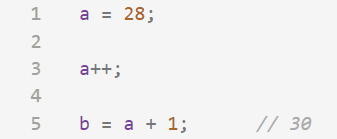 1 a = 28;
2
3 a++;
4
5 b = a + 1; // 30